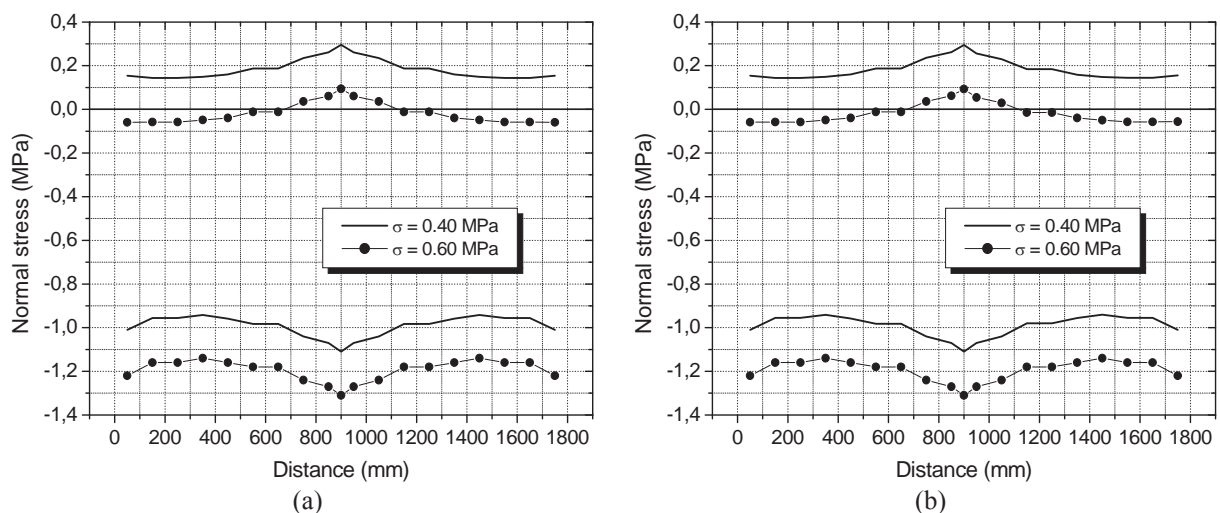 0,4
0,2
0,0
-0,2
-0,4
-0,6
-0,8
-1,0
-1,2
-1,4
Normal stress (MPa)
σ = 0.40 MPa
σ = 0.60 MPa
0 200 400 600 800 1000 1200 1400 1600 1800
Distance (mm)
(a)
0,4
0,2
0,0
-0,2
-0,4
-0,6
-0,8
-1,0
-1,2
-1,4
Normal stress (MPa)
σ = 0.40 MPa
σ = 0.60 MPa
0 200 400 600 800 1000 1200 1400 1600 1800
Distance (mm)
(b)